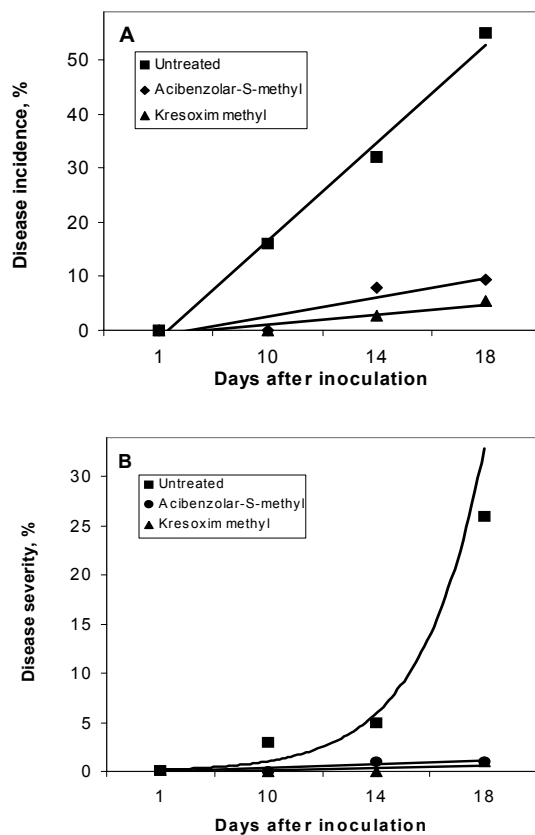 A
Untreated
Acibenzolar-S-methyl
Kresoxim methyl
Disease incidence, %
50
40
30
20
10
0
1 10 14 18
Days after inoculation
B
Untreated
Acibenzolar-S-methyl
Kresoxim methyl
Disease severity, %
30
25
20
15
10
5
0
1 10 14 18
Days after inoculation